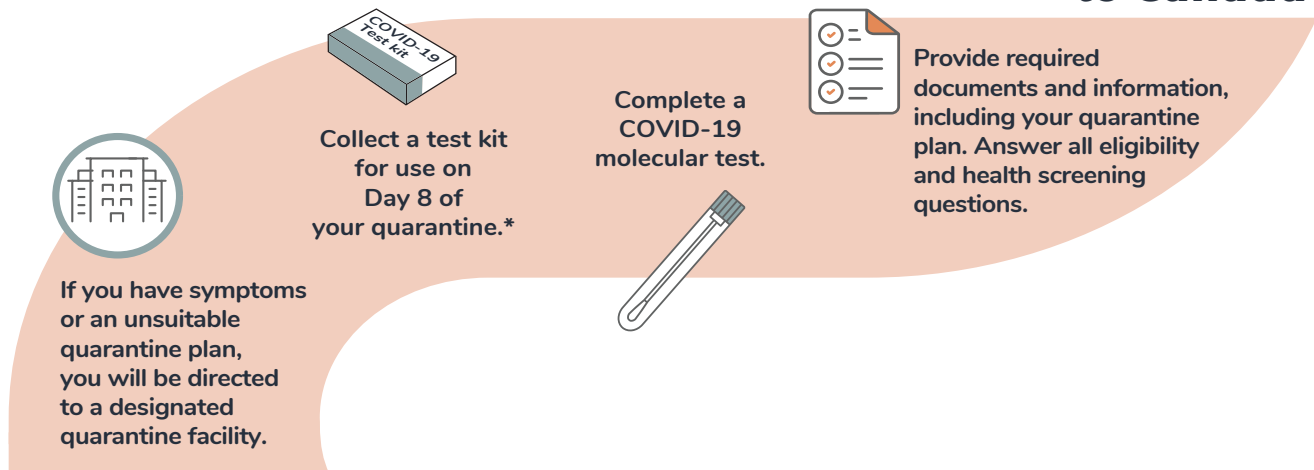 to Canada
Provide required
documents and information,
including your quarantine
plan. Answer all eligibility
and health screening
questions.
Complete a
COVID-19
molecular test.
COVID-19
Test kit
Collect a test kit
for use on
Day 8 of
your quarantine.*
If you have symptoms
or an unsuitable
quarantine plan,
you will be directed
to a designated
quarantine facility.